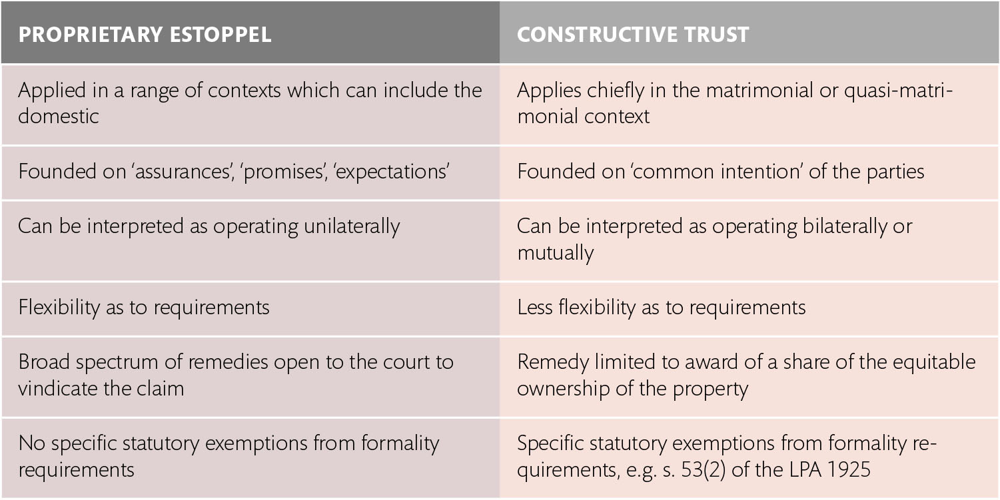 PROPRIETARY ESTOPPEL
CONSTRUCTIVE TRUST
Applied in a range of contexts which can include the
domestic
Applies chiefly in the matrimonial or quasi-matri-
monial context
Founded on ‘assurances’, ‘promises’, ‘expectations’
Founded on ‘common intention’ of the parties
Can be interpreted as operating unilaterally
Can be interpreted as operating bilaterally or
mutually
Flexibility as to requirements
Less flexibility as to requirements
Broad spectrum of remedies open to the court to
vindicate the claim
Remedy limited to award of a share of the equitable
ownership of the property
No specific statutory exemptions from formality
requirements
Specific statutory exemptions from formality re-
quirements, e.g. s. 53(2) of the LPA 1925